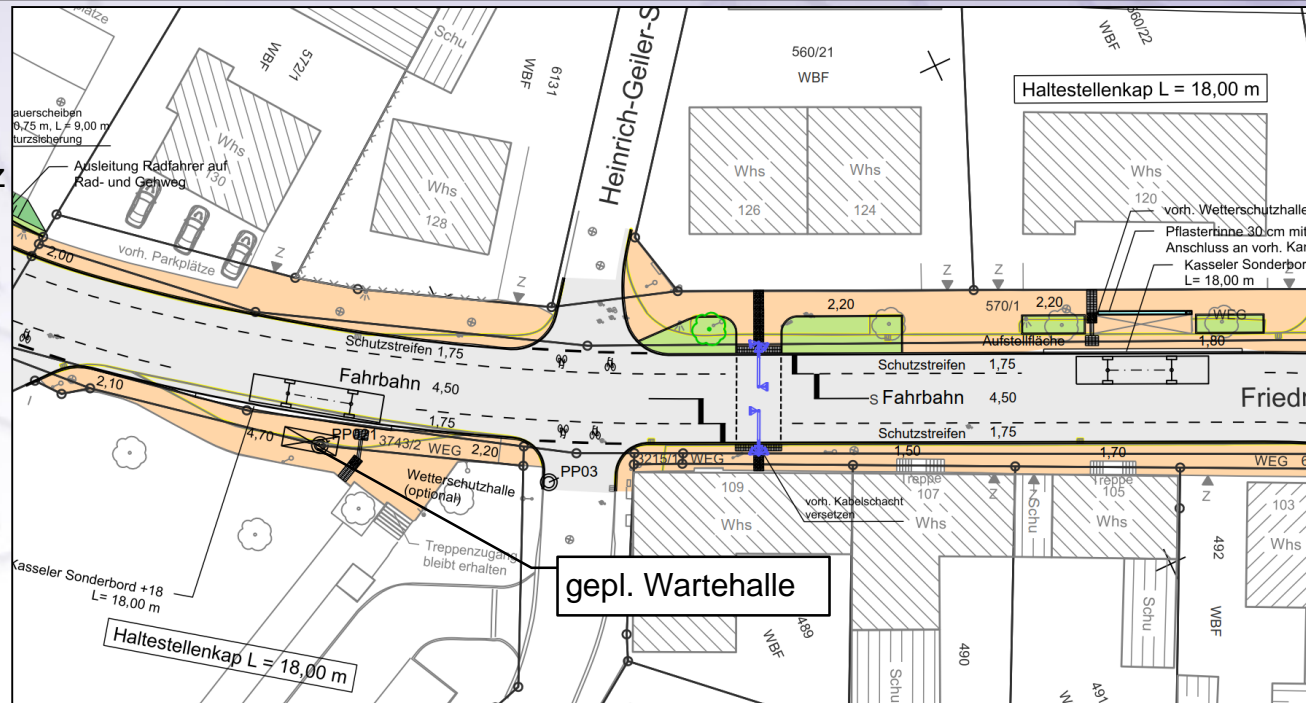 Schu
572/1
WBF
6131
WBF
Heinrich-Geiler-S
560/21
WBF
560/22
WBF
Haltestellenkap L = 18,00 m
auerscheiben
0,75 m, L = 9,00 m
turzsicherung
Ausleitung Radfahrer auf
Rad- und Gehweg
z
Whs
130
Whs
128
Whs
126
Whs
124
Whs
120
vorh. Wetterschutzhalle
Pflasterrinne 30 cm mit
Anschluss an vorh. Kan
Kasseler Sonderbor
L= 18,00 m
vorh. Parkplätze
2,00
Z
Z
Z
Z
Z
2,20
570/1
2,20
WEG
Aufstellfläche
1,80
Schutzstreifen 1,75
Schutzstreifen 1,75
Fahrbahn 4,50
S Fahrbahn 4,50
Friedr
2,10
1,75
Schutzstreifen 1,75
4,70
PP021
3743/2 WEG 2,20
PP03
WEG
1,50
1,70
WEG 6
Wetterschutzhalle
(optional)
109
Whs
vorh. Kabelschacht
versetzen
Treppe
107
Whs
Z
Z
Schu
Treppe
105
Whs
Z
103
Whs
Treppenzugang
bleibt erhalten
Kasseler Sonderbord +18
L= 18,00 m
gepl. Wartehalle
Haltestellenkap L = 18,00 m
489
WBF
490
Schu
Schu
492
WBF
491